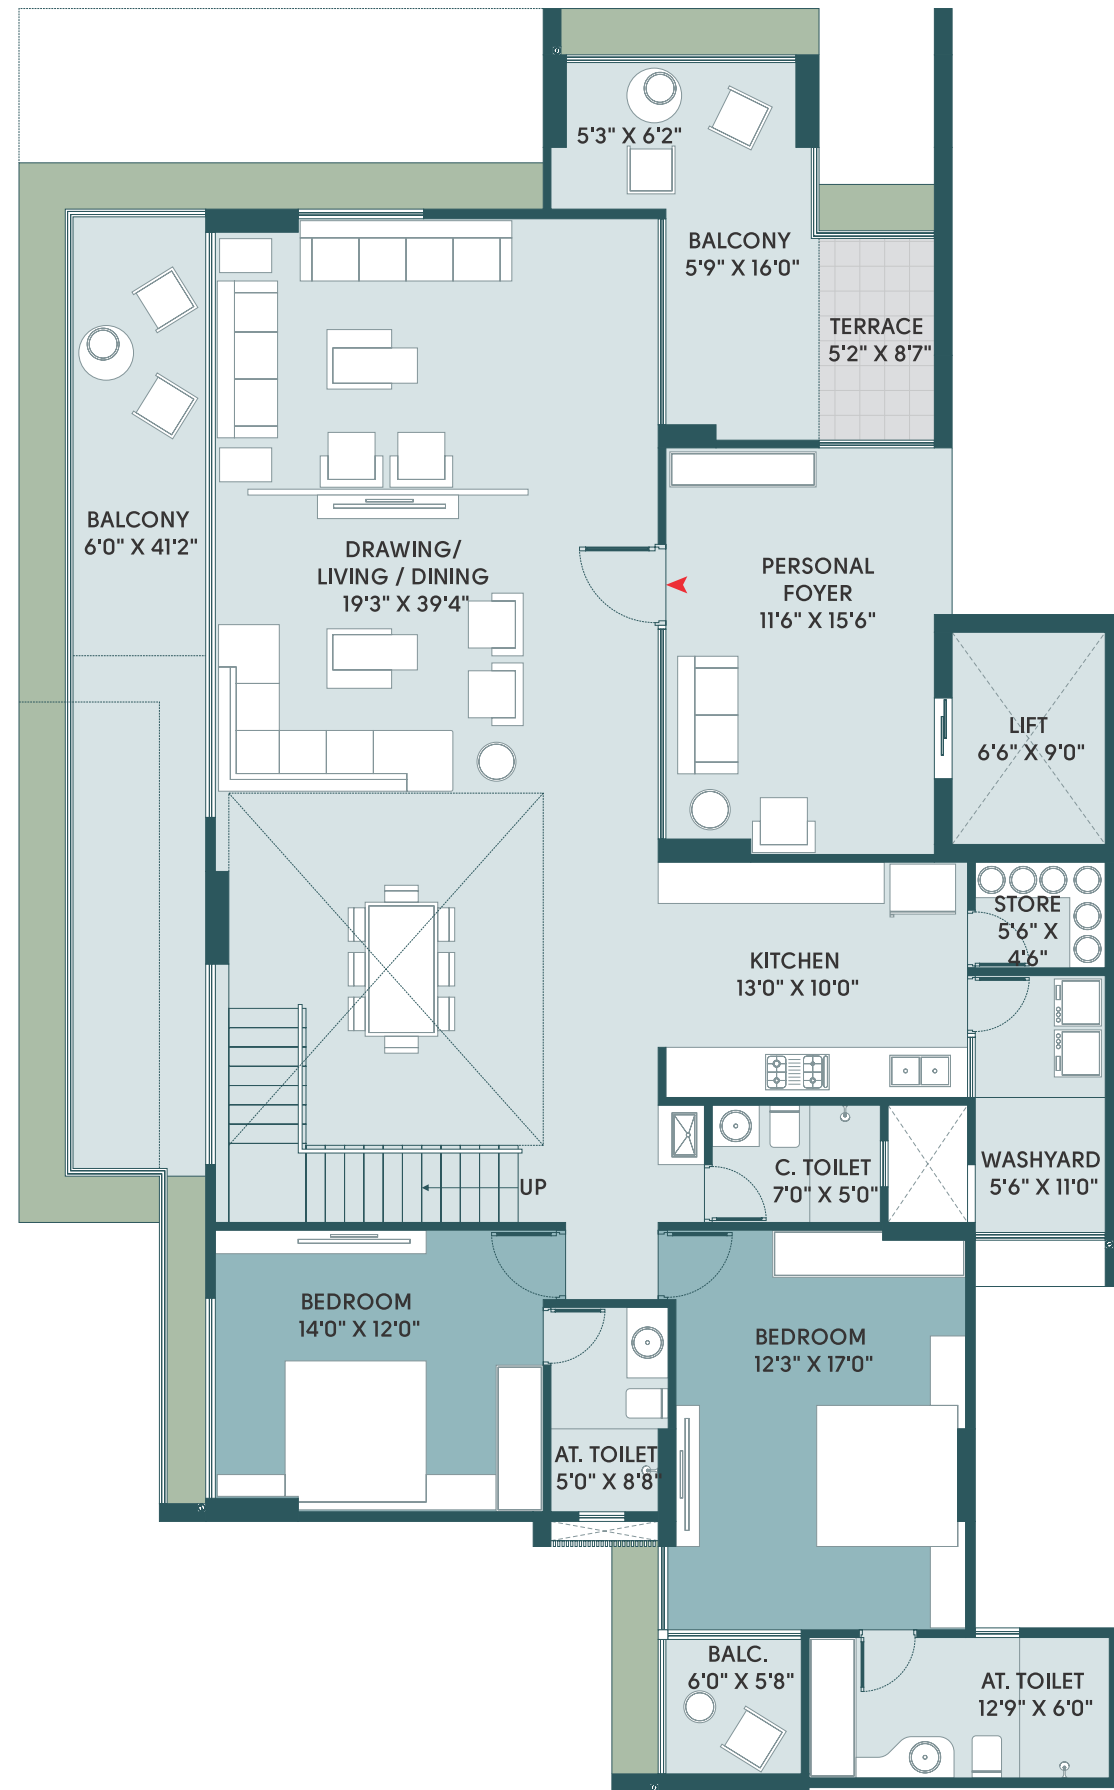 5'3" X 6'2"
BALCONY
5'9" X 16'0"
TERRACE
5'2" X 8'7"
BALCONY
6'0" X 41'2"
DRAWING/
LIVING / DINING
19'3" X 39'4"
PERSONAL
FOYER
11'6" X 15'6"
LIFT
6'6" X 9'0"
STORE
5'6" X
4'6"
KITCHEN
13'0" X 10'0"
C. TOILET
7'0" X 5'0"
WASHYARD
5'6" X 11'0"
UP
BEDROOM
14'0" X 12'0"
BEDROOM
12'3" X 17'0"
AT. TOILET
5'0" X 8'8"
BALC.
6'0" X 5'8"
AT. TOILET
12'9" X 6'0"